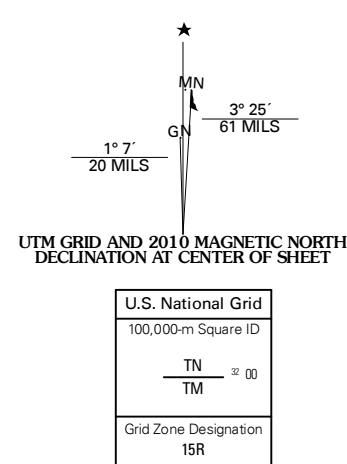 MN
3° 25´
61 MILS
GN
1° 7´
20 MILS
UTM GRID AND 2010 MAGNETIC NORTH
DECLINATION AT CENTER OF SHEET
U.S. National Grid
100,000-m Square ID
TN
32 00
TM
Grid Zone Designation
15R